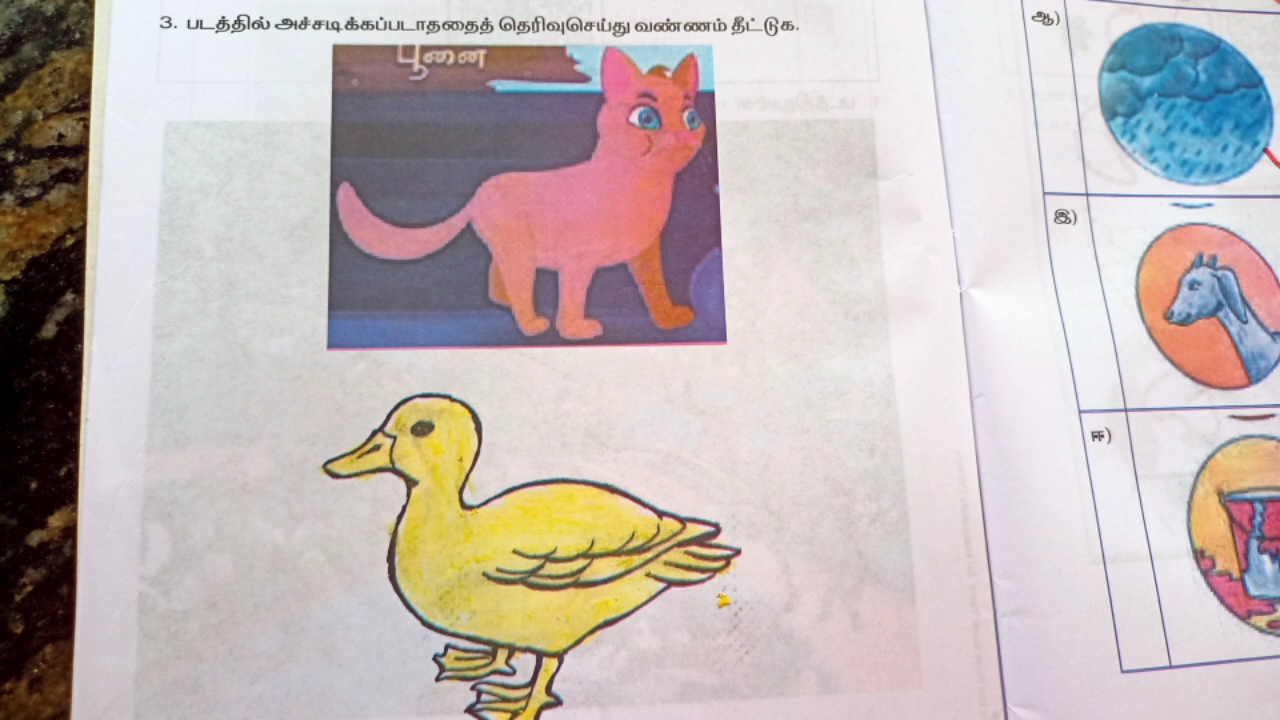 3. படத்தில் அச்சடிக்கப்படாததைத் தெரிவுசெய்து வண்ணம் தீட்டுக.
பூனை
ஆ)
இ)
ஈ)